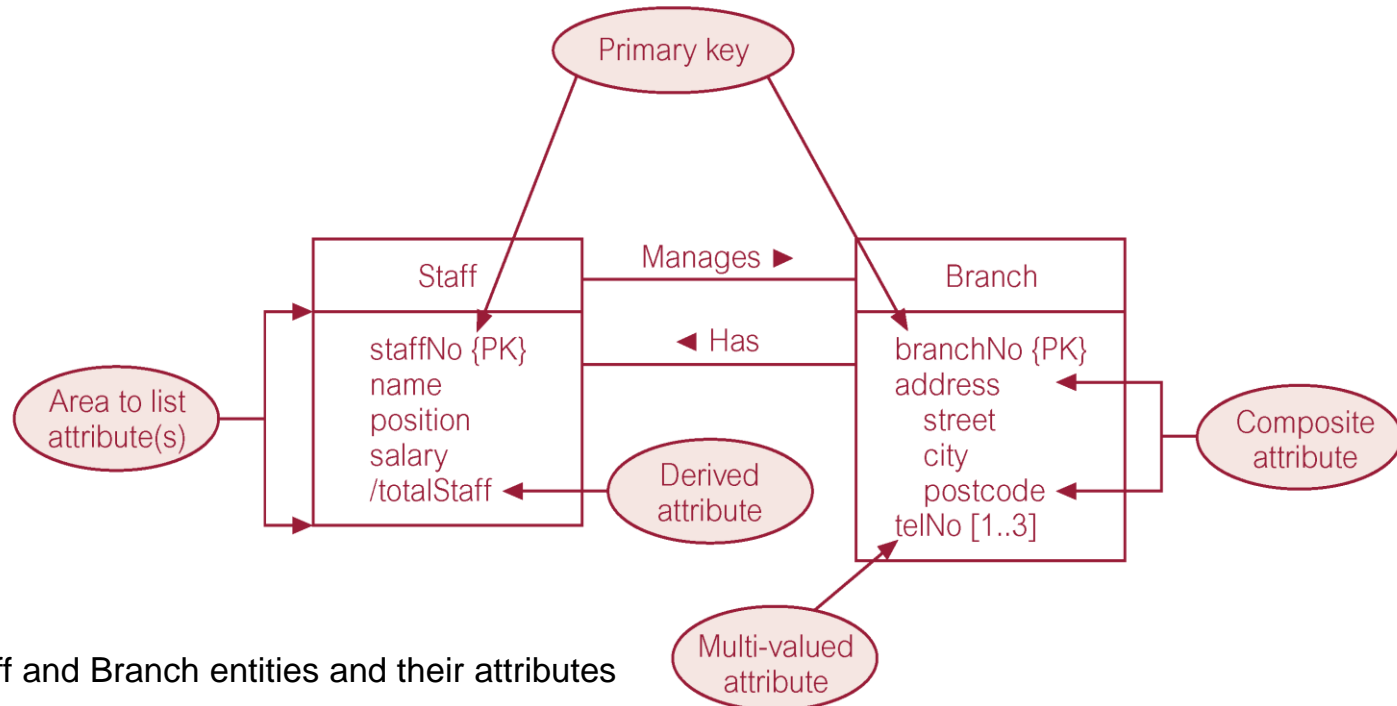 Primary key
Staff
Manages ►
Branch
◄ Has
staffNo {PK}
name
position
salary
/totalStaff
branchNo {PK}
address
street
city
postcode
telNo [1..3]
Area to list
attribute(s)
Derived
attribute
Composite
attribute
Multi-valued
attribute
and Branch entities and their attributes